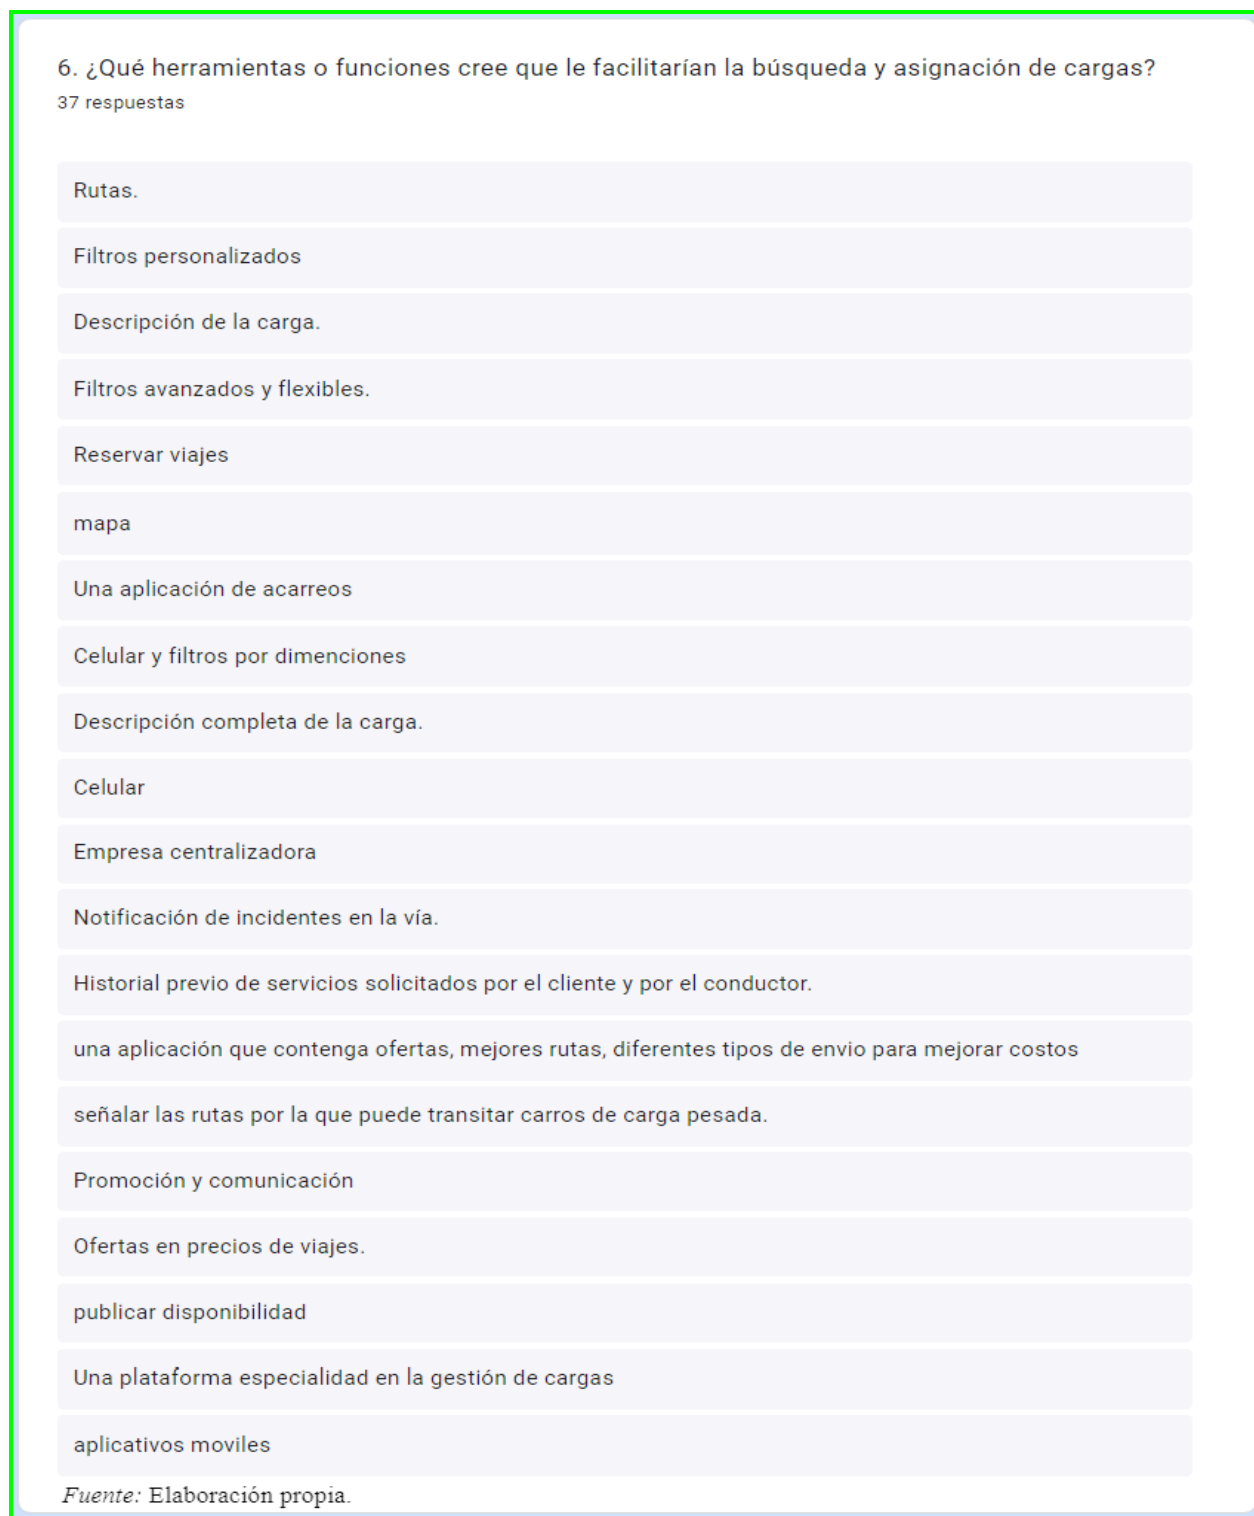 6. ¿Qué herramientas o funciones cree que le facilitarían la búsqueda y asignación de cargas?
37 respuestas
Rutas.
Filtros personalizados
Descripción de la carga.
Filtros avanzados y flexibles.
Reservar viajes
mapa
Una aplicación de acarreos
Celular y filtros por dimenciones
Descripción completa de la carga.
Celular
Empresa centralizadora
Notificación de incidentes en la vía.
Historial previo de servicios solicitados por el cliente y por el conductor.
una aplicación que contenga ofertas, mejores rutas, diferentes tipos de envio para mejorar costos
señalar las rutas por la que puede transitar carros de carga pesada.
Promoción y comunicación
Ofertas en precios de viajes.
publicar disponibilidad
Una plataforma especialidad en la gestión de cargas
aplicativos moviles
Fuente: Elaboración propia.